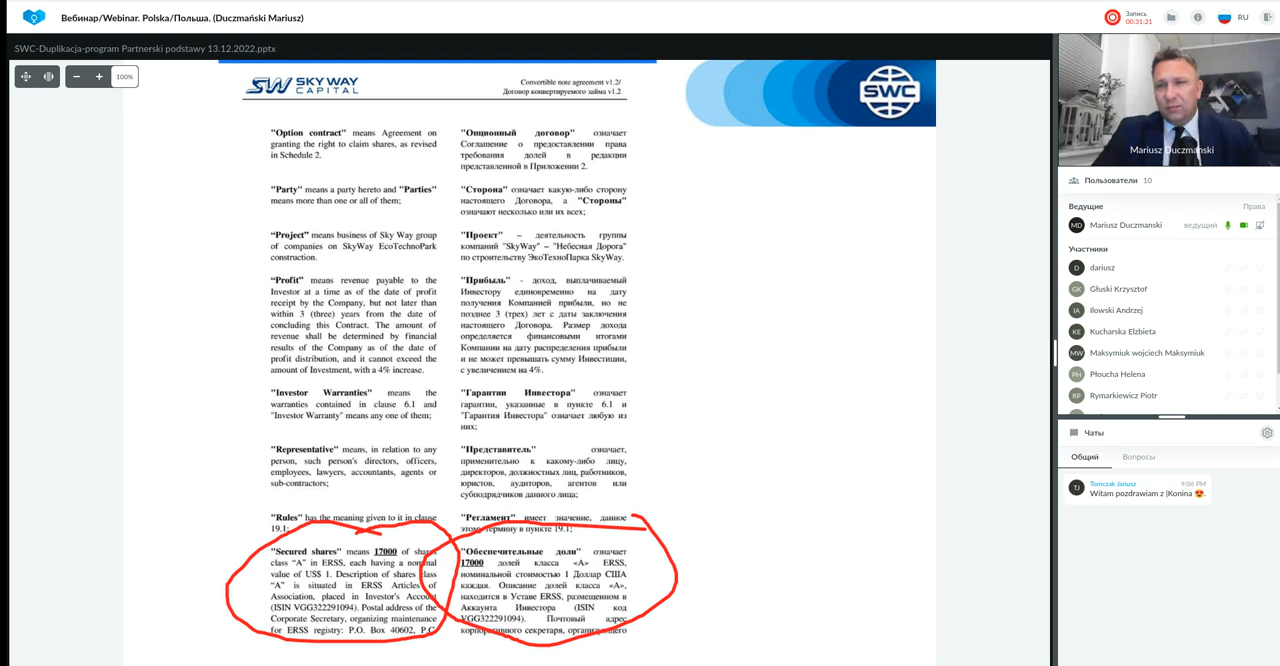 Вебинар/Webinar. Polska/Польша. (Duczmański Mariusz)
Запись
00:31:21
RU
SWC-Duplikacja-program Partnerski podstawy 13.12.2022.pptx
100%
SKY WAY
CAPITAL
Convertible note agreement v1.2/
Договор конвертируемого займа v1.2
SWC
"Option contract" means Agreement on
granting the right to claim shares, as revised
in Schedule 2.
"Party" means a party hereto and "Parties"
means more than one or all of them;
“Project” means business of Sky Way group
of companies on SkyWay EcoTechnoPark
construction.
“Profit” means revenue payable to the
Investor at a time as of the date of profit
receipt by the Company, but not later than
within 3 (three) years from the date of
concluding this Contract. The amount of
revenue shall be determined by financial
results of the Company as of the date of
profit distribution, and it cannot exceed the
amount of Investment, with a 4% increase.
"Investor Warranties" means the
warranties contained in clause 6.1 and
"Investor Warranty" means any one of them;
"Representative" means, in relation to any
person, such person's directors, officers,
employees, lawyers, accountants, agents or
sub-contractors;
"Rules" has the meaning given to it in clause
19.1;
"Secured shares" means 17000 of shares
class “A” in ERSS, each having a nominal
value of US$ 1. Description of shares class
“A” is situated in ERSS Articles of
Association, placed in Investor's Account
(ISIN VGG322291094). Postal address of the
Corporate Secretary, organizing maintenance
for ERSS registry: P.O. Box 40602, P.C.
"Опционный договор" означает
Соглашение о предоставлении права
требования долей в редакции
представленной в Приложении 2.
"Сторона" означает какую-либо сторону
настоящего Договора, а "Стороны"
означают несколько или их всех;
"Проект" – деятельность группы
компаний "SkyWay" – "Небесная Дорога"
по строительству ЭкоТехноПарка SkyWay.
"Прибыль" - доход, выплачиваемый
Инвестору единовременно на дату
получения Компанией прибыли, но не
позднее 3 (трех) лет с даты заключения
настоящего Договора. Размер дохода
определяется финансовыми итогами
Компании на дату распределения прибыли
и не может превышать сумму Инвестиции,
с увеличением на 4%.
"Гарантии Инвестора" означает
гарантии, указанные в пункте 6.1 и
"Гарантия Инвестора" означает любую из
них;
"Представитель" означает,
применительно к какому-либо лицу,
директоров, должностных лиц, работников,
юристов, аудиторов, агентов или
субподрядчиков данного лица;
"Регламент" имеет значение, данное
этому термину в пункте 19.1;
"Обеспечительные доли" означает
17000 долей класса «А» ERSS,
номинальной стоимостью 1 Доллар США
каждая. Описание долей класса «А»,
находится в Уставе ERSS, размещенном в
Аккаунта Инвестора (ISIN код
VGG322291094). Почтовый адрес
корпоративного секретаря, организующего
Mariusz Duczmański
Пользователи 10
Ведущие Права
MD Mariusz Duczmanski ведущий
Участники
D dariusz
GK Głuski Krzysztof
IA Ilowski Andrzej
KE Kucharska Elzbieta
MW Maksymiuk wojciech Maksymiuk
PH Płoucha Helena
RP Rymarkiewicz Piotr
Чаты
Общий Вопросы
TJ Tomczak Janusz 9:06 PM
Witam pozdrawiam z |Konina 😍.